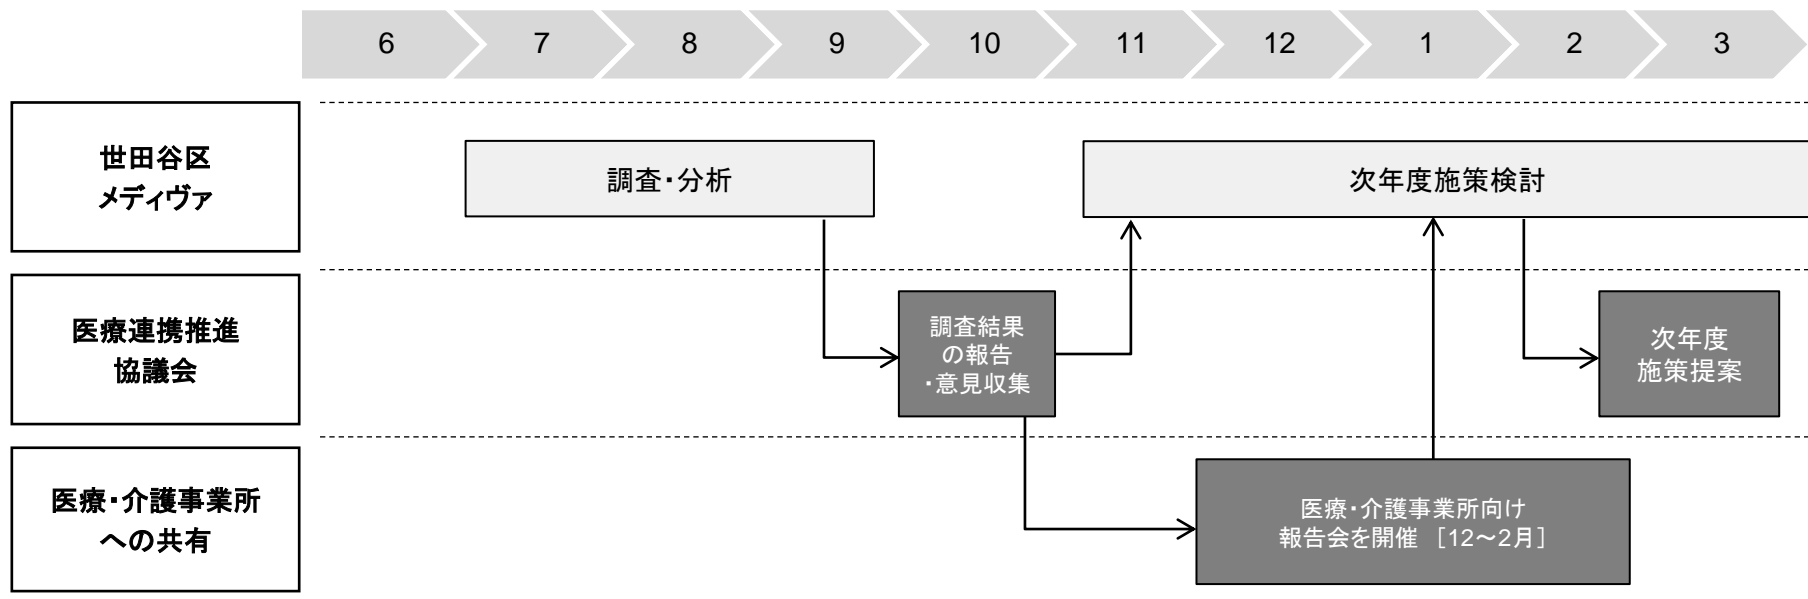 6 7 8 9 10 11 12 1 2 3
世田谷区
メディヴァ
調査・分析
次年度施策検討
医療連携推進
協議会
調査結果
の報告
・意見収集
次年度
施策提案
医療・介護事業所
への共有
医療・介護事業所向け
報告会を開催 [12～2月]